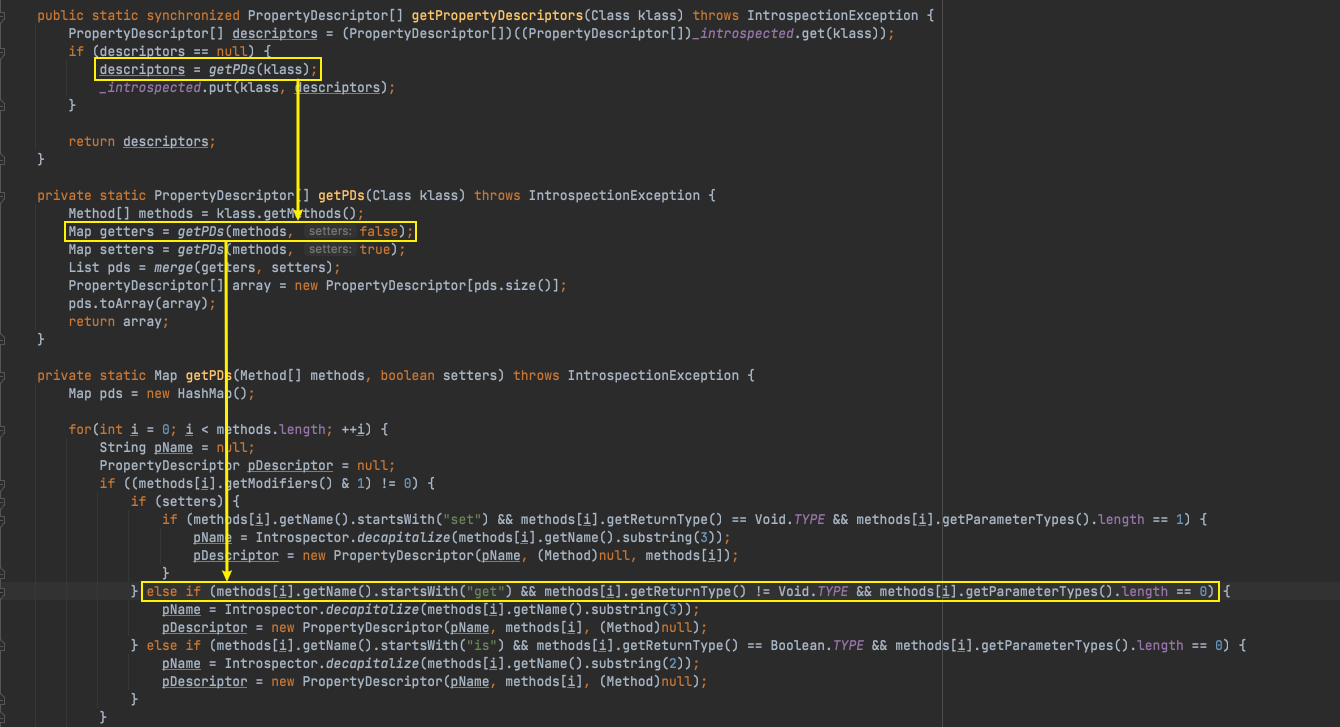 public static synchronized PropertyDescriptor[] getPropertyDescriptors(Class klass) throws IntrospectionException {
PropertyDescriptor[] descriptors = (PropertyDescriptor[])((PropertyDescriptor[])_introspected.get(klass));
if (descriptors == null) {
descriptors = getPDs(klass);
_introspected.put(klass, descriptors);
}
return descriptors;
}
private static PropertyDescriptor[] getPDs(Class klass) throws IntrospectionException {
Method[] methods = klass.getMethods();
Map getters = getPDs(methods, setters: false);
Map setters = getPDs(methods, setters: true);
List pds = merge(getters, setters);
PropertyDescriptor[] array = new PropertyDescriptor[pds.size()];
pds.toArray(array);
return array;
}
private static Map getPDs(Method[] methods, boolean setters) throws IntrospectionException {
Map pds = new HashMap();
for(int i = 0; i < methods.length; ++i) {
String pName = null;
PropertyDescriptor pDescriptor = null;
if ((methods[i].getModifiers() & 1) != 0) {
if (setters) {
if (methods[i].getName().startsWith("set") && methods[i].getReturnType() == Void.TYPE && methods[i].getParameterTypes().length == 1) {
pName = Introspector.decapitalize(methods[i].getName().substring(3));
pDescriptor = new PropertyDescriptor(pName, (Method)null, methods[i]);
}
} else if (methods[i].getName().startsWith("get") && methods[i].getReturnType() != Void.TYPE && methods[i].getParameterTypes().length == 0) {
pName = Introspector.decapitalize(methods[i].getName().substring(3));
pDescriptor = new PropertyDescriptor(pName, methods[i], (Method)null);
} else if (methods[i].getName().startsWith("is") && methods[i].getReturnType() == Boolean.TYPE && methods[i].getParameterTypes().length == 0) {
pName = Introspector.decapitalize(methods[i].getName().substring(2));
pDescriptor = new PropertyDescriptor(pName, methods[i], (Method)null);
}
}